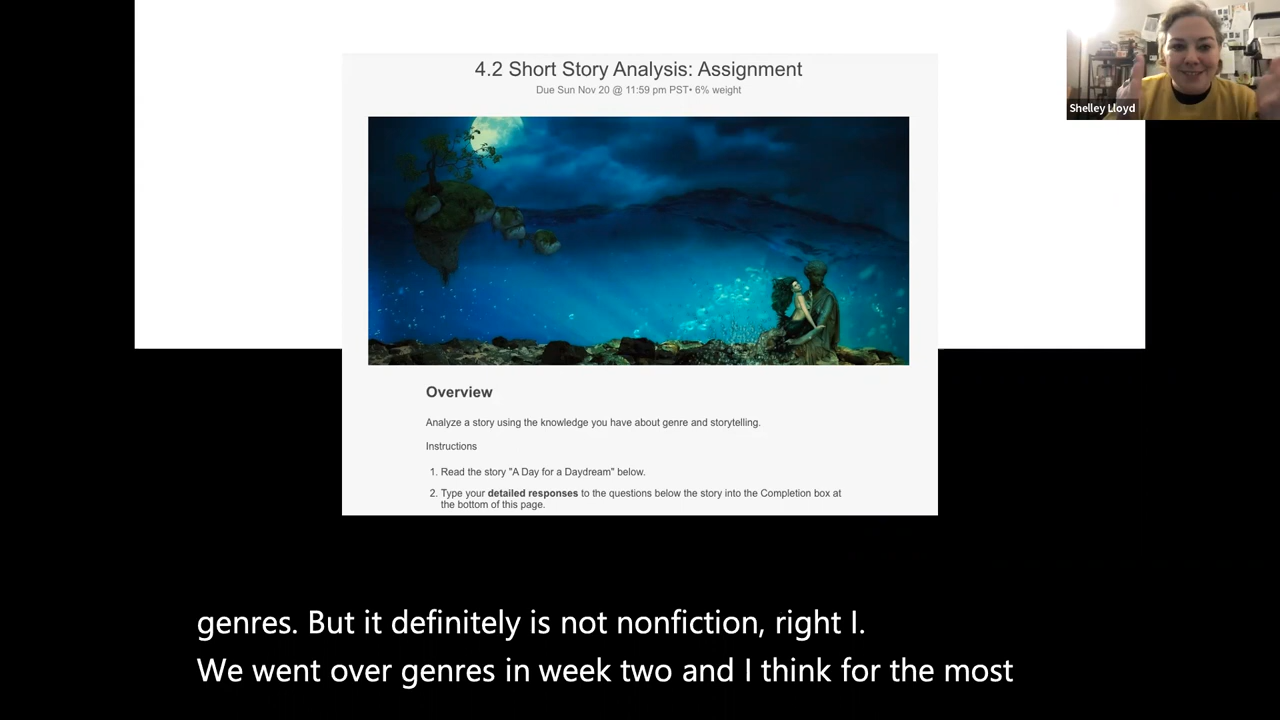 4.2 Short Story Analysis: Assignment
Due Sun Nov 20 @ 11:59 pm PST• 6% weight
Shelley Lloyd
Overview
Analyze a story using the knowledge you have about genre and storytelling.
Instructions
1. Read the story "A Day for a Daydream" below.
2. Type your detailed responses to the questions below the story into the Completion box at
the bottom of this page.
genres. But it definitely is not nonfiction, right I.
We went over genres in week two and I think for the most